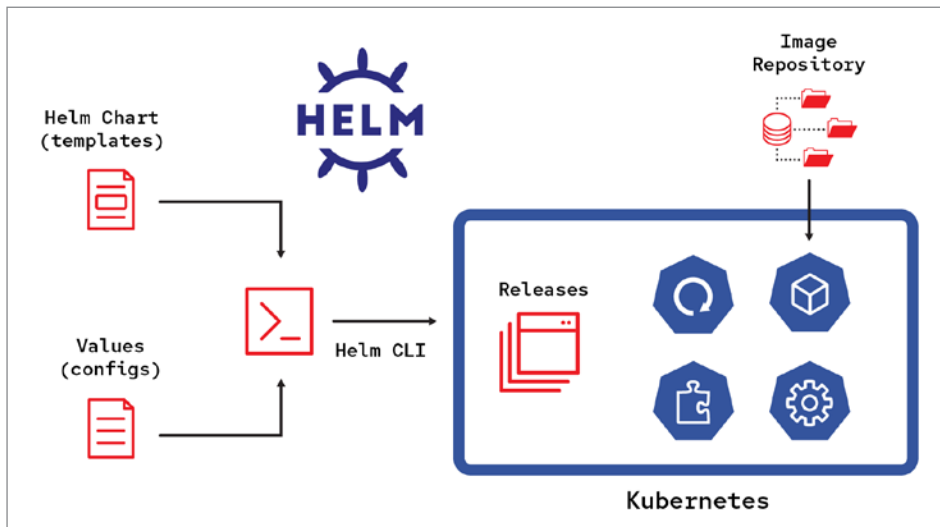 Image
Repository
HELM
Helm Chart
(templates)
Releases
Values
(configs)
Helm CLI
Kubernetes